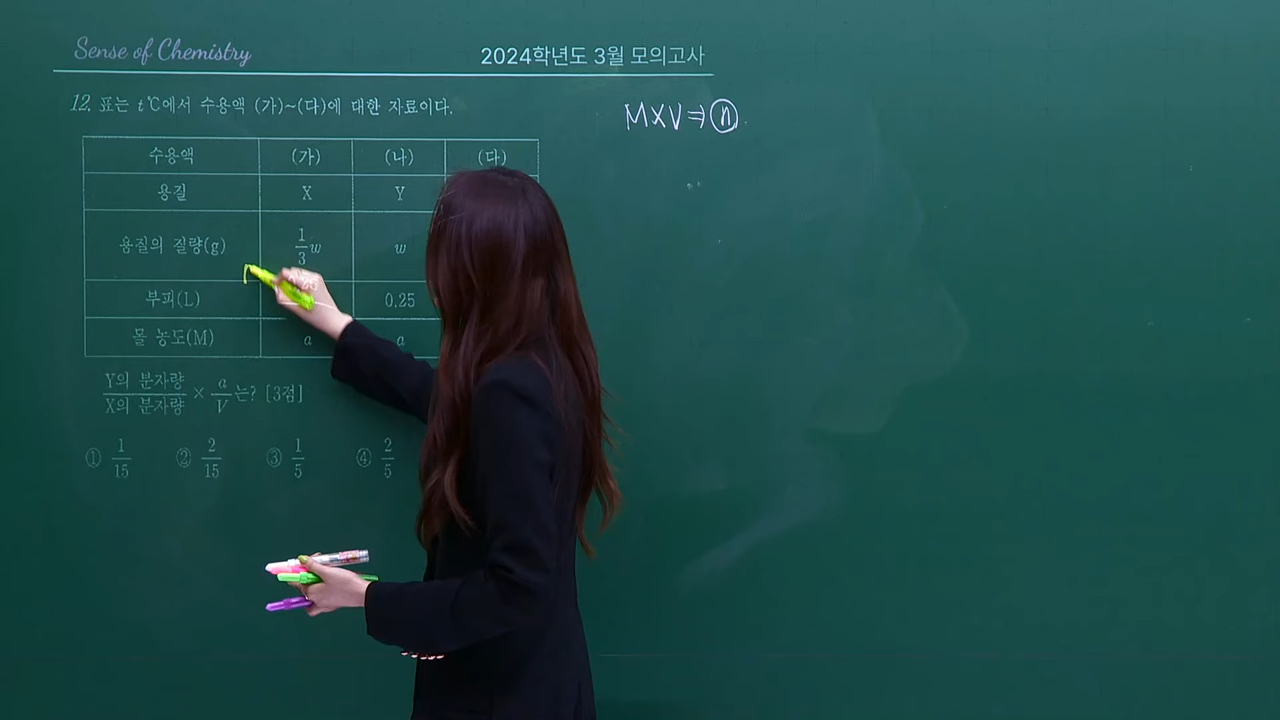 Sense of Chemistry
2024학년도 3월 모의고사
12. 표는 t℃에서 수용액 (가)~(다)에 대한 자료이다.
M×V⇒ⓝ
수용액 (가) (나) (다)
용질 X Y
용질의 질량(g) 1/3 w w
부피(L) 0.25
몰 농도(M) a a
Y의 분자량/X의 분자량 × a/V 는? [3점]
① 1/15 ② 2/15 ③ 1/5 ④ 2/5